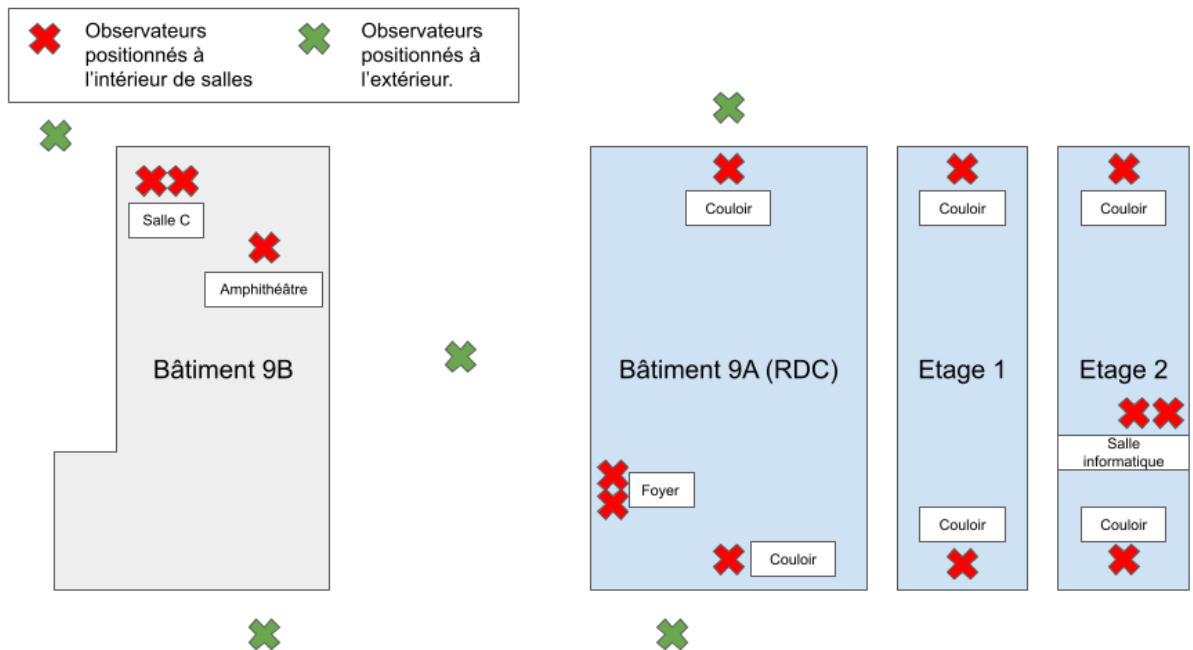 Observateurs
positionnés à
l'intérieur de salles
Observateurs
positionnés à
l'extérieur.
Salle C
Amphithéâtre
Bâtiment 9B
Couloir
Bâtiment 9A (RDC)
Foyer
Couloir
Couloir
Etage 1
Couloir
Couloir
Etage 2
Salle
informatique
Couloir